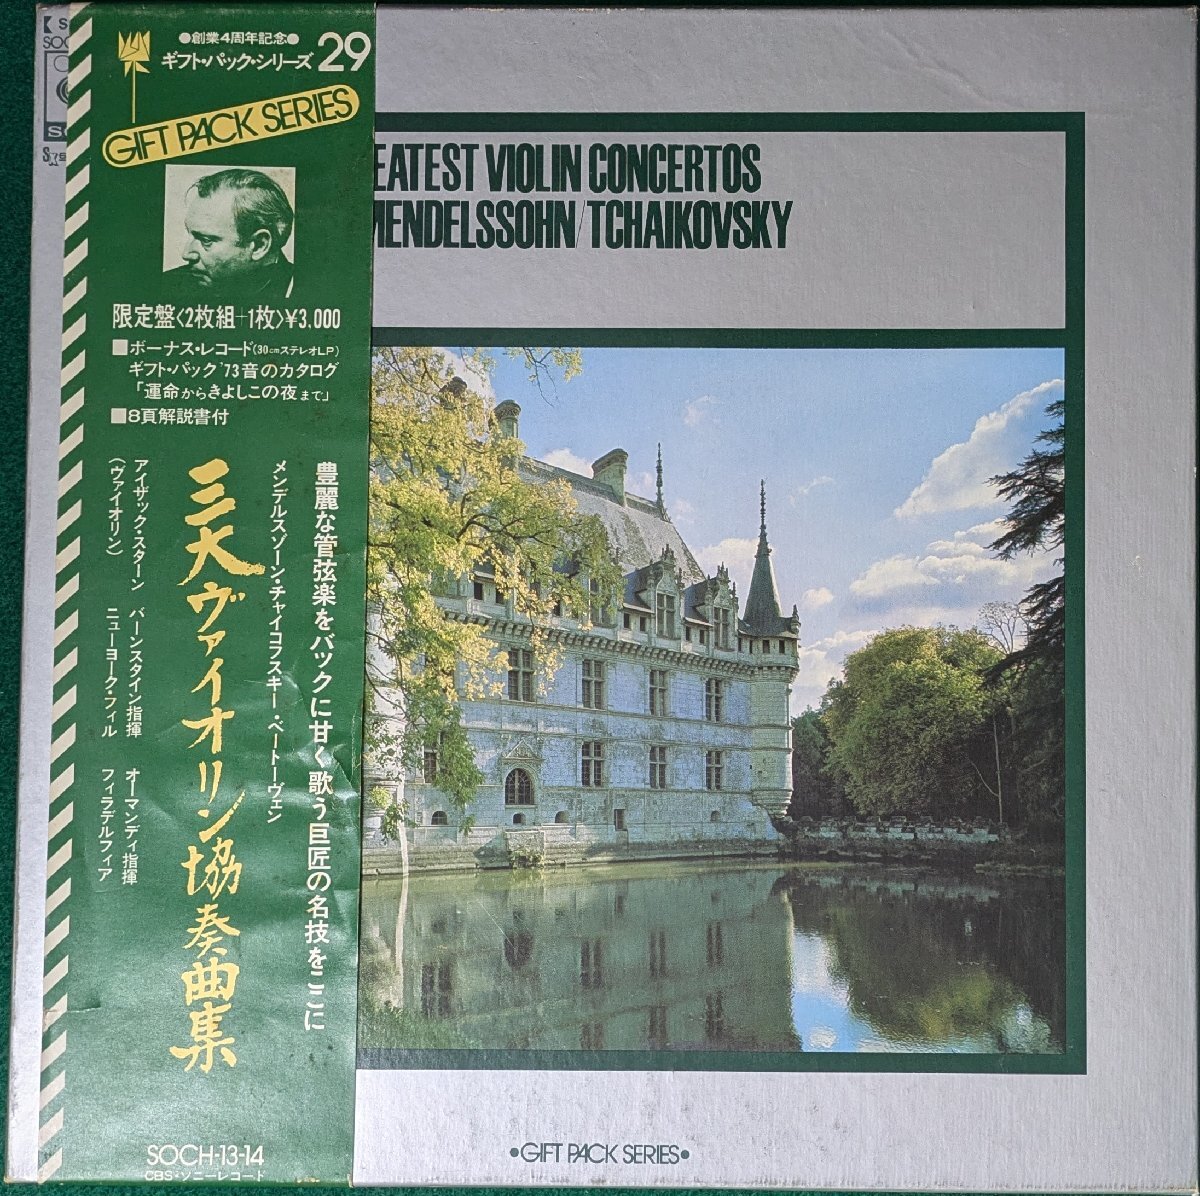 ●創業4周年記念●
ギフト・パック・シリーズ29
GIFT PACK SERIES
限定盤〈2枚組+1枚〉¥3,000
■ボーナス・レコード(30cmステレオLP)
ギフト・パック'73音のカタログ
「運命からきよしこの夜まで」
■8頁解説書付
豊麗な管弦楽をバックに甘く歌う巨匠の名技をここに
メンデルスゾーン・チャイコフスキー・ベートーヴェン
三大ヴァイオリン協奏曲集
アイザック・スターン
(ヴァイオリン)
バーンスタイン指揮
ニューヨーク・フィル
オーマンディ指揮
フィラデルフィア
SOCH-13-14
CBS・ソニーレコード
EATEST VIOLIN CONCERTOS
MENDELSSOHN/TCHAIKOVSKY
•GIFT PACK SERIES•